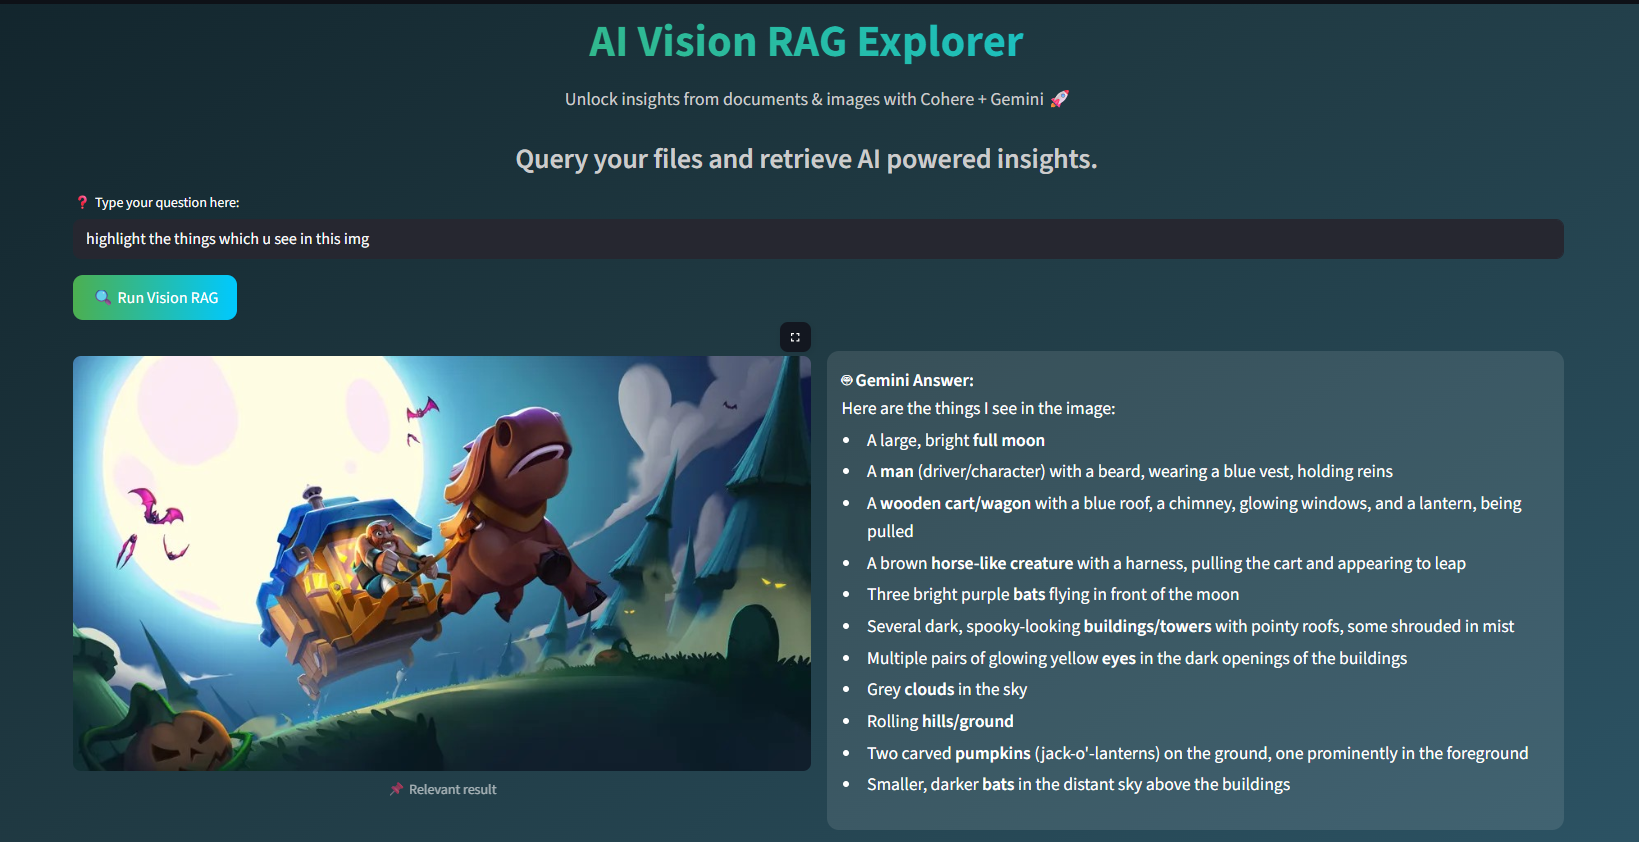 AI Vision RAG Explorer
Unlock insights from documents & images with Cohere + Gemini 🚀
Query your files and retrieve AI powered insights.
❓ Type your question here:
highlight the things which u see in this img
🔍 Run Vision RAG
Gemini Answer:
Here are the things I see in the image:
• A large, bright full moon
• A man (driver/character) with a beard, wearing a blue vest, holding reins
• A wooden cart/wagon with a blue roof, a chimney, glowing windows, and a lantern, being
pulled
• A brown horse-like creature with a harness, pulling the cart and appearing to leap
• Three bright purple bats flying in front of the moon
• Several dark, spooky-looking buildings/towers with pointy roofs, some shrouded in mist
• Multiple pairs of glowing yellow eyes in the dark openings of the buildings
• Grey clouds in the sky
• Rolling hills/ground
• Two carved pumpkins (jack-o'-lanterns) on the ground, one prominently in the foreground
• Smaller, darker bats in the distant sky above the buildings
📌 Relevant result